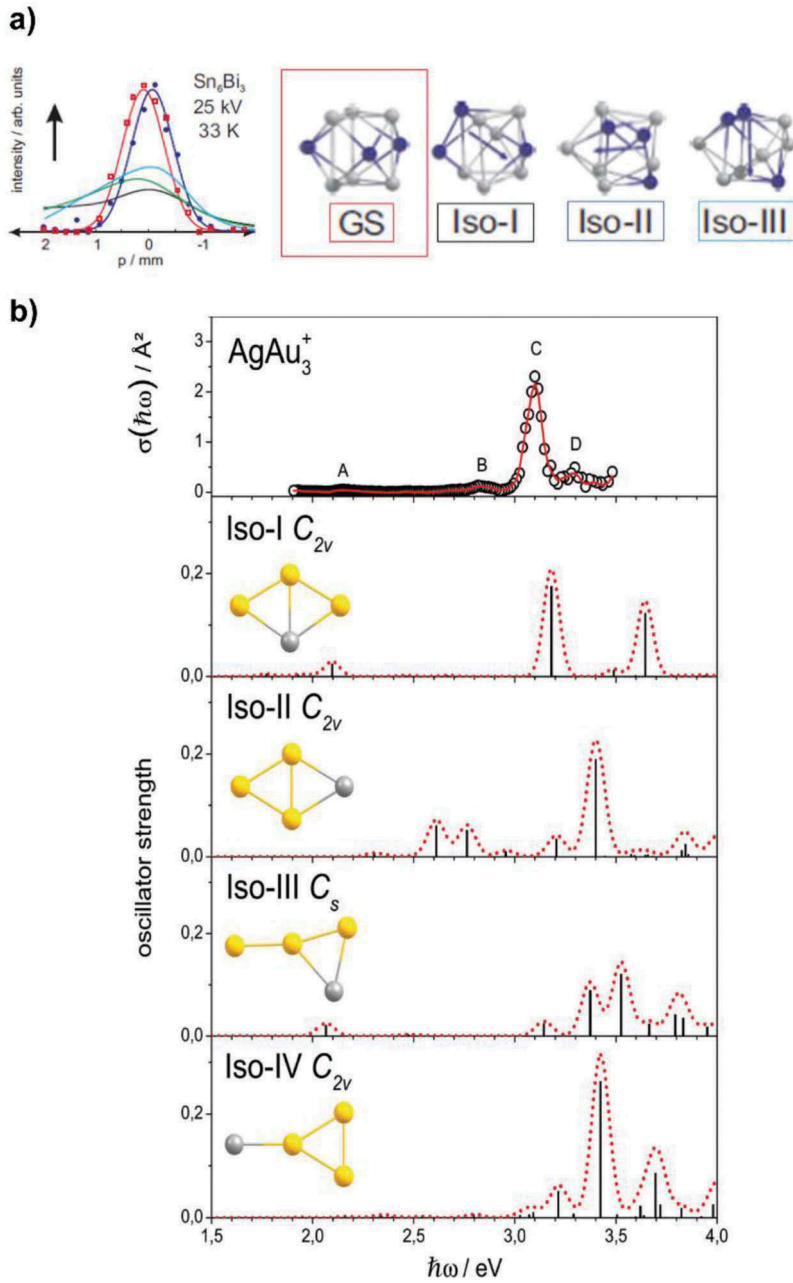 a)
Sn₆Bi₃
25 kV
33 K
intensity / arb. units
2 1 0 -1
p / mm
GS
Iso-I
Iso-II
Iso-III
b)
AgAu₃⁺
A
B
C
D
σ(ħω) / Å²
3
2
1
0
Iso-I C₂ᵥ
0,2
0,0
Iso-II C₂ᵥ
0,2
0,0
Iso-III Cₛ
0,2
0,0
Iso-IV C₂ᵥ
0,2
0,0
oscillator strength
1,5 2,0 2,5 3,0 3,5 4,0
ħω / eV